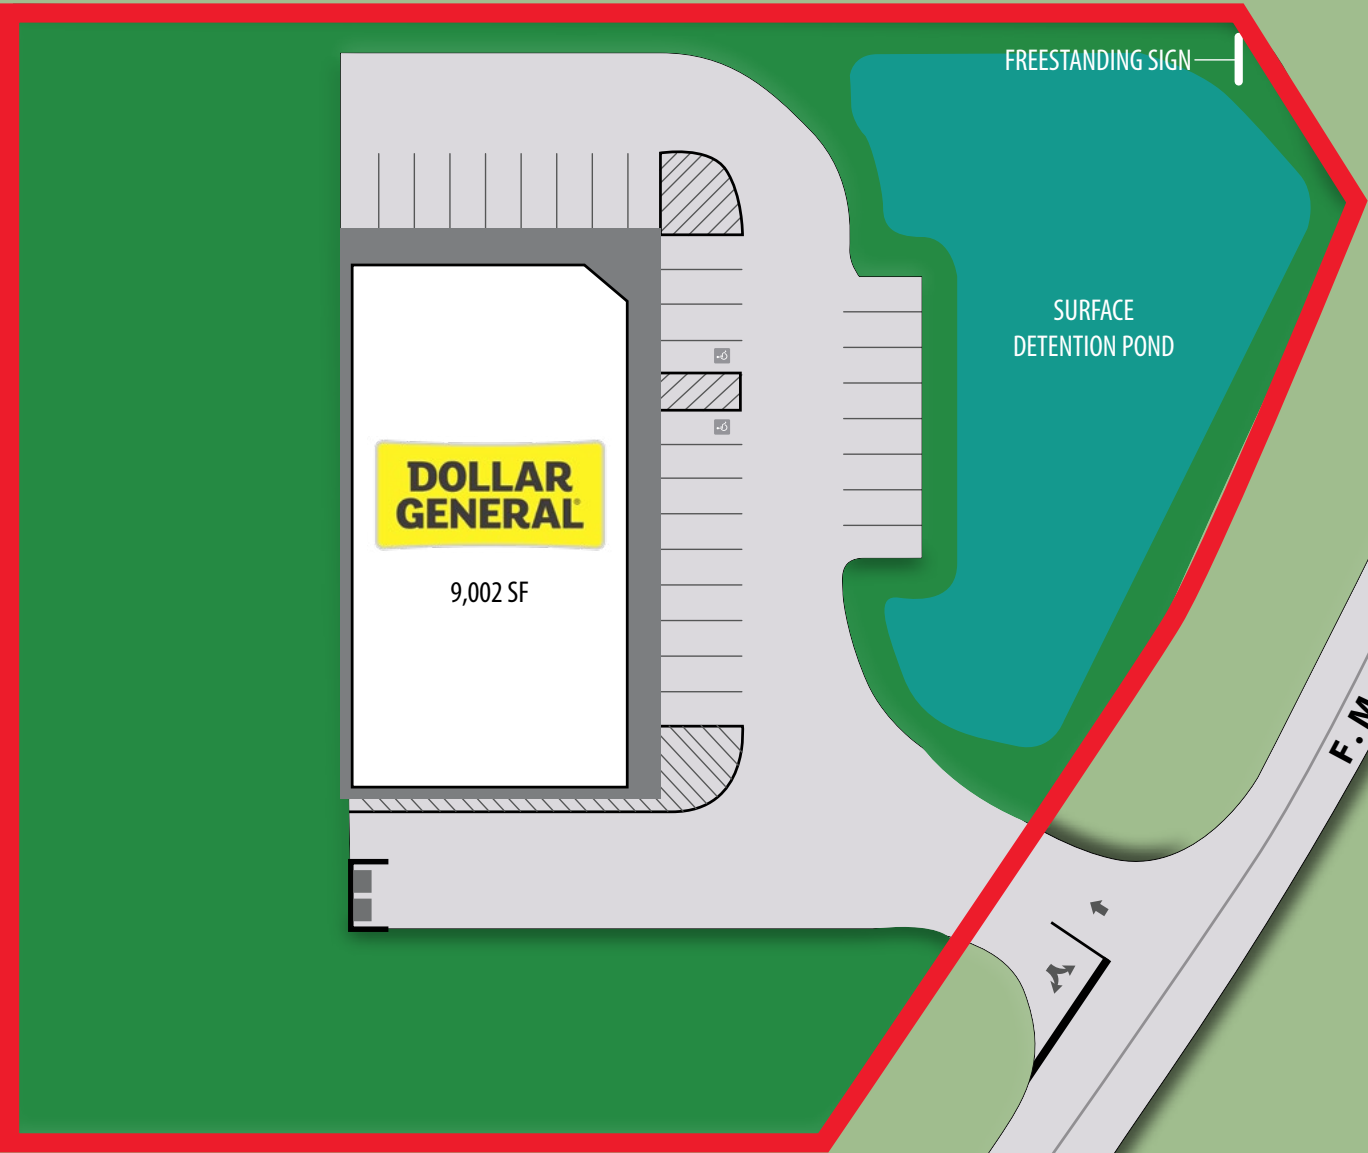 FREESTANDING SIGN
SURFACE
DETENTION POND
DOLLAR
GENERAL®
9,002 SF
F.M